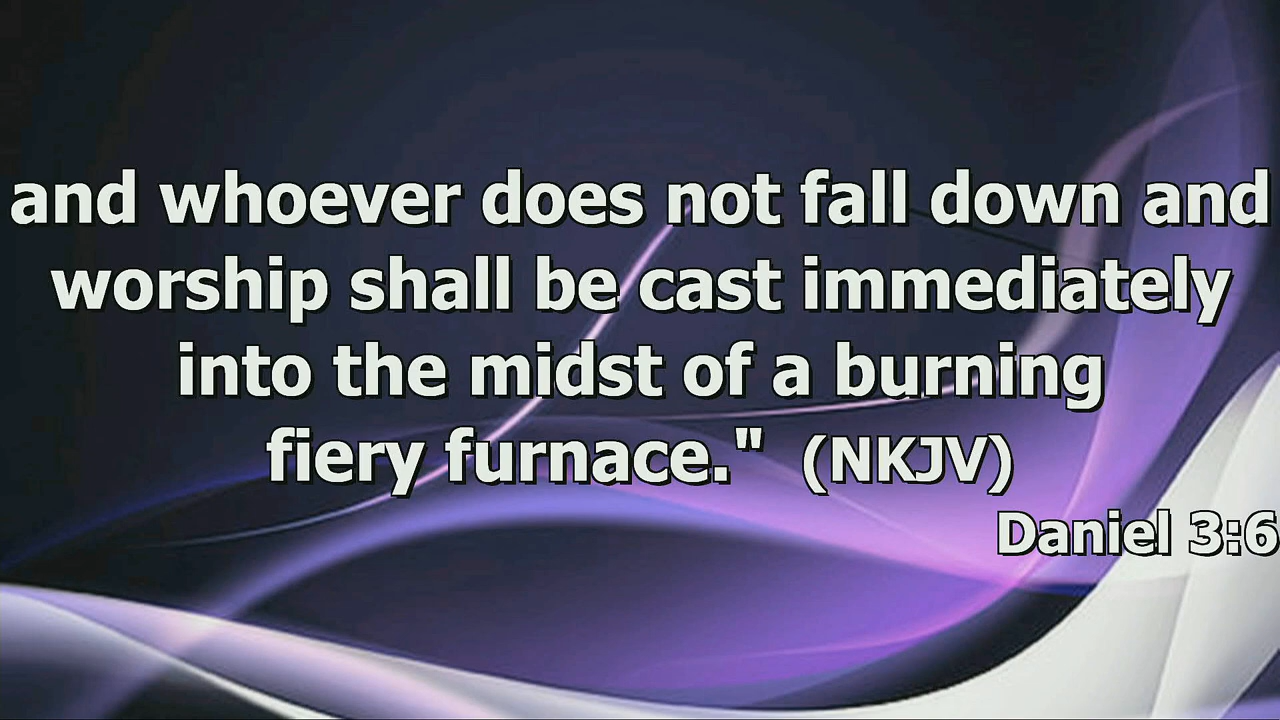 and whoever does not fall down and
worship shall be cast immediately
into the midst of a burning
fiery furnace." (NKJV)
Daniel 3:6